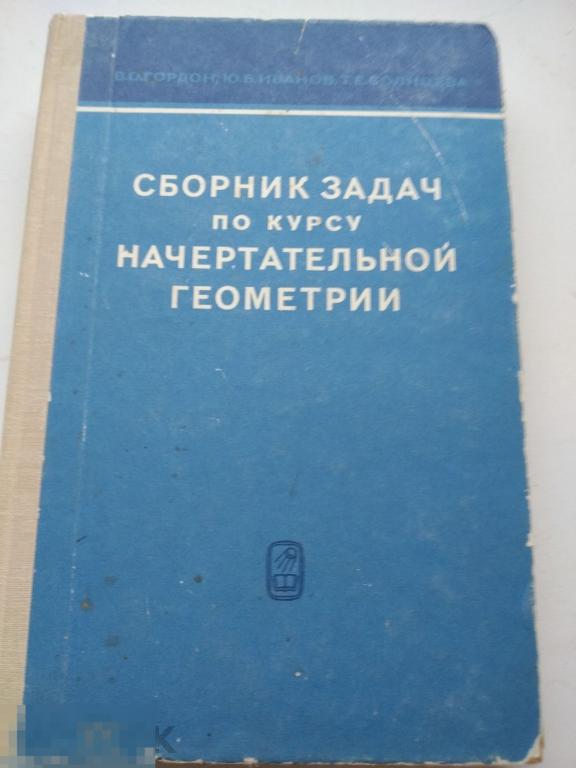 В.О.ГОРДОН, Ю.Б.ИВАНОВ, Т.Е.СОЛНЦЕВА
СБОРНИК ЗАДАЧ
ПО КУРСУ
НАЧЕРТАТЕЛЬНОЙ
ГЕОМЕТРИИ